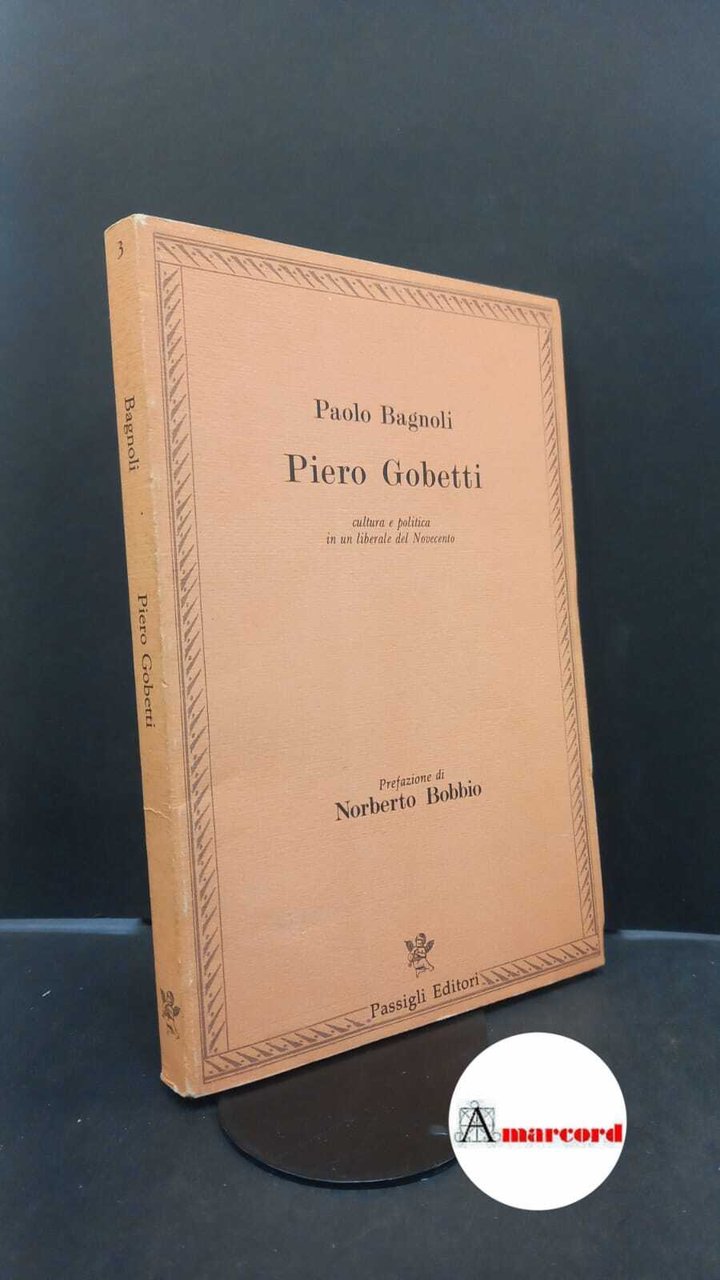 3
Bagnoli
Piero Gobetti
Paolo Bagnoli
Piero Gobetti
cultura e politica
in un liberale del Novecento
Prefazione di
Norberto Bobbio
Passigli Editori
Amarcord